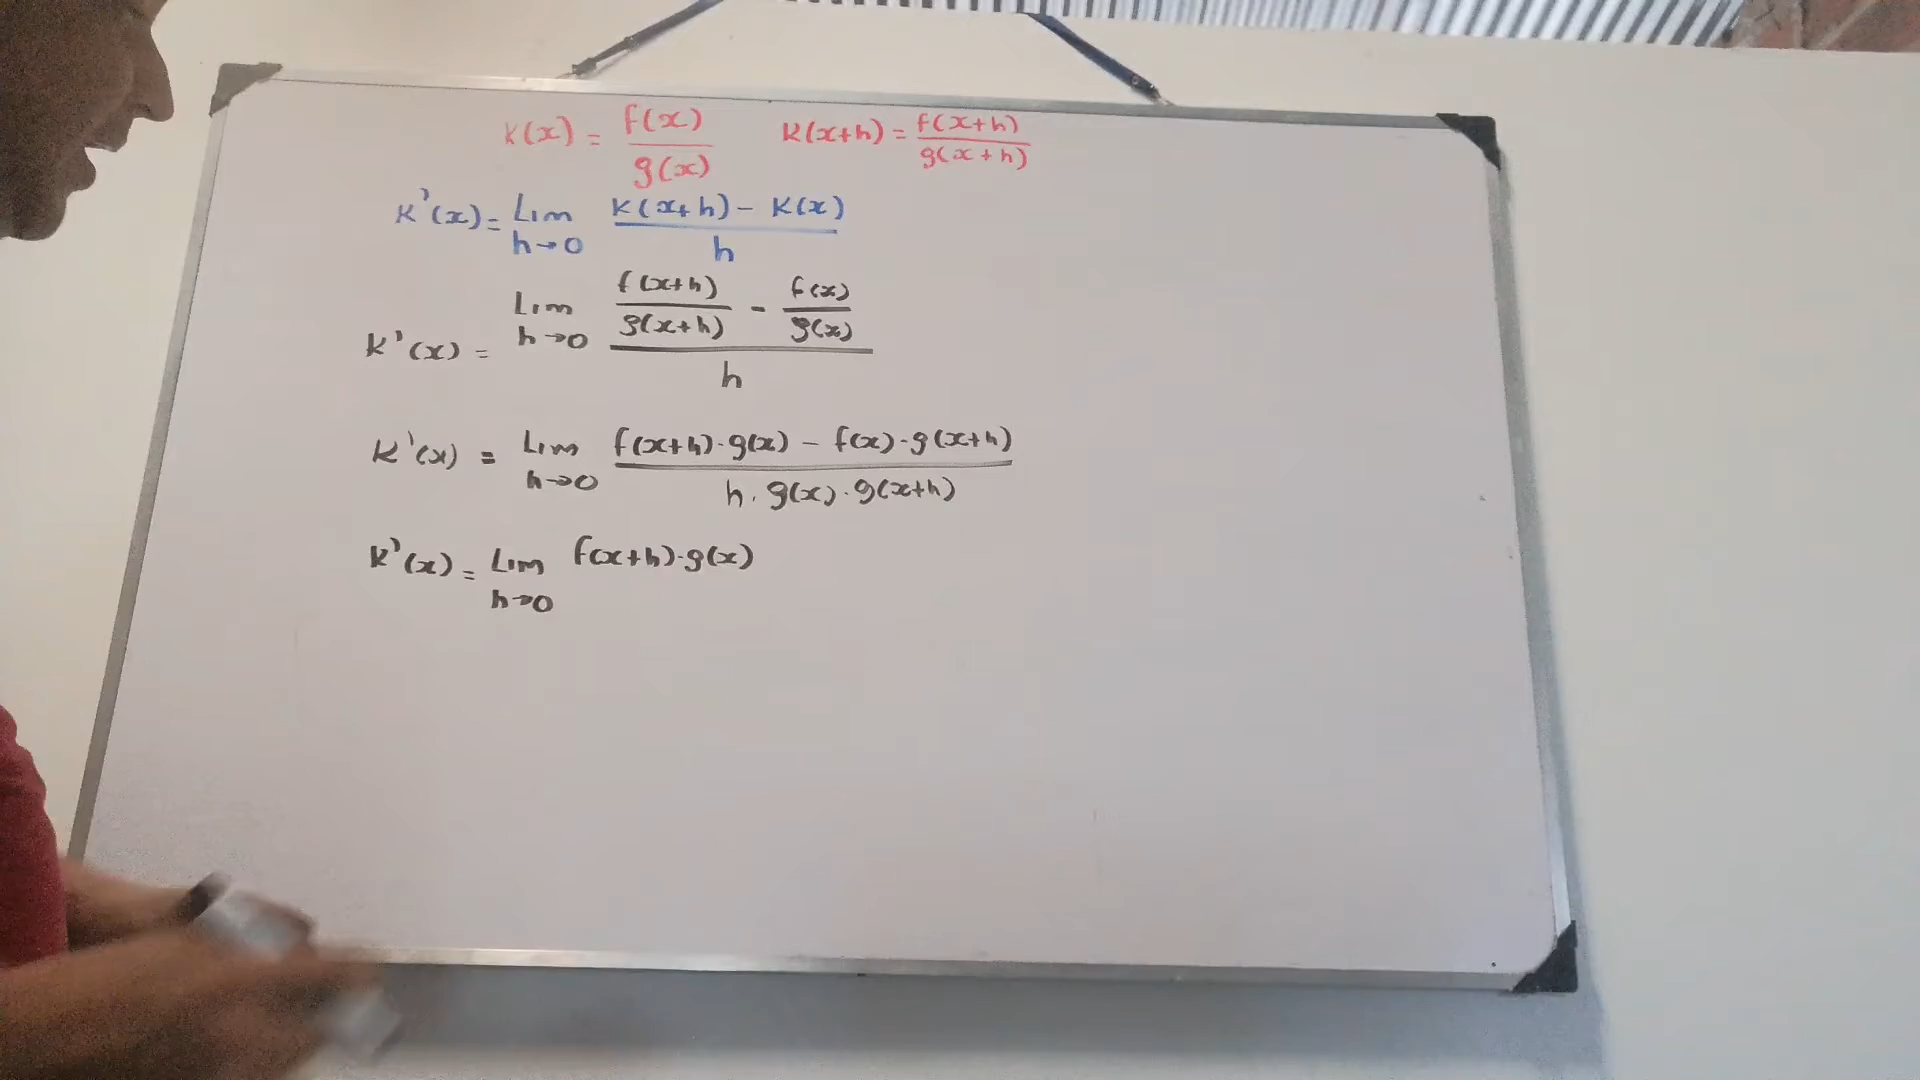 K(x) = f(x)/g(x) K(x+h) = f(x+h)/g(x+h)
K'(x) = Lim h→0 (K(x+h) - K(x))/h
K'(x) = Lim h→0 (f(x+h)/g(x+h) - f(x)/g(x))/h
K'(x) = Lim h→0 (f(x+h)·g(x) - f(x)·g(x+h))/(h·g(x)·g(x+h))
K'(x) = Lim h→0 f(x+h)·g(x)